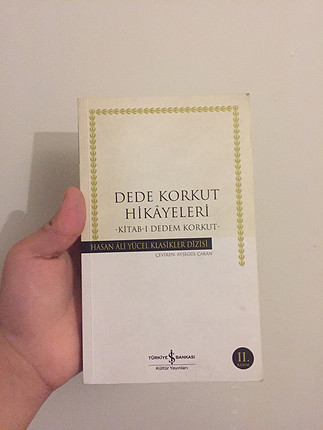 DEDE KORKUT
HİKÂYELERİ
-KİTAB-I DEDEM KORKUT-
HASAN ÂLİ YÜCEL KLASİKLER DİZİSİ
ÇEVİREN: AYŞEGÜL ÇAKAN
TÜRKİYE İŞ BANKASI
Kültür Yayınları
II.